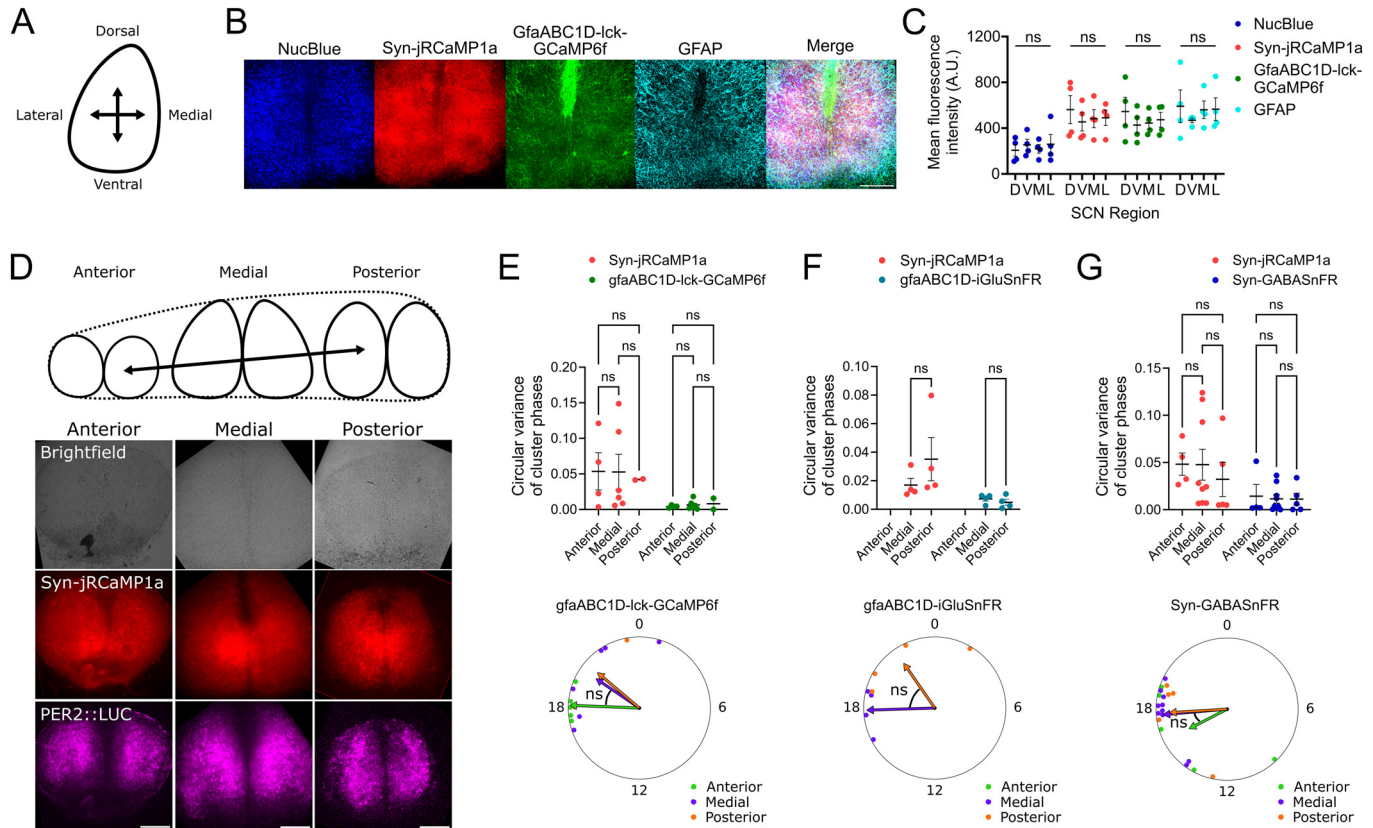 A
Dorsal
Lateral
Medial
Ventral
B
NucBlue
Syn-jRCaMP1a
GfaABC1D-lck-
GCaMP6f
GFAP
Merge
C
Mean fluorescence
intensity (A.U.)
1200
800
400
0
ns
ns
ns
ns
D V M L
D V M L
D V M L
D V M L
SCN Region
NucBlue
Syn-jRCaMP1a
GfaABC1D-lck-
GCaMP6f
GFAP
D
Anterior
Medial
Posterior
Anterior
Medial
Posterior
Brightfield
Syn-jRCaMP1a
PER2::LUC
E
Syn-jRCaMP1a
gfaABC1D-lck-GCaMP6f
Circular variance
of cluster phases
0.20
0.15
0.10
0.05
0.00
ns
ns
ns
ns
ns
ns
Anterior
Medial
Posterior
Anterior
Medial
Posterior
gfaABC1D-lck-GCaMP6f
0
6
12
18
ns
Anterior
Medial
Posterior
F
Syn-jRCaMP1a
gfaABC1D-iGluSnFR
Circular variance
of cluster phases
0.10
0.08
0.06
0.04
0.02
0.00
ns
ns
Anterior
Medial
Posterior
Anterior
Medial
Posterior
gfaABC1D-iGluSnFR
0
6
12
18
ns
Anterior
Medial
Posterior
G
Syn-jRCaMP1a
Syn-GABASnFR
Circular variance
of cluster phases
0.15
0.10
0.05
0.00
ns
ns
ns
ns
ns
ns
Anterior
Medial
Posterior
Anterior
Medial
Posterior
Syn-GABASnFR
0
6
12
18
ns
Anterior
Medial
Posterior